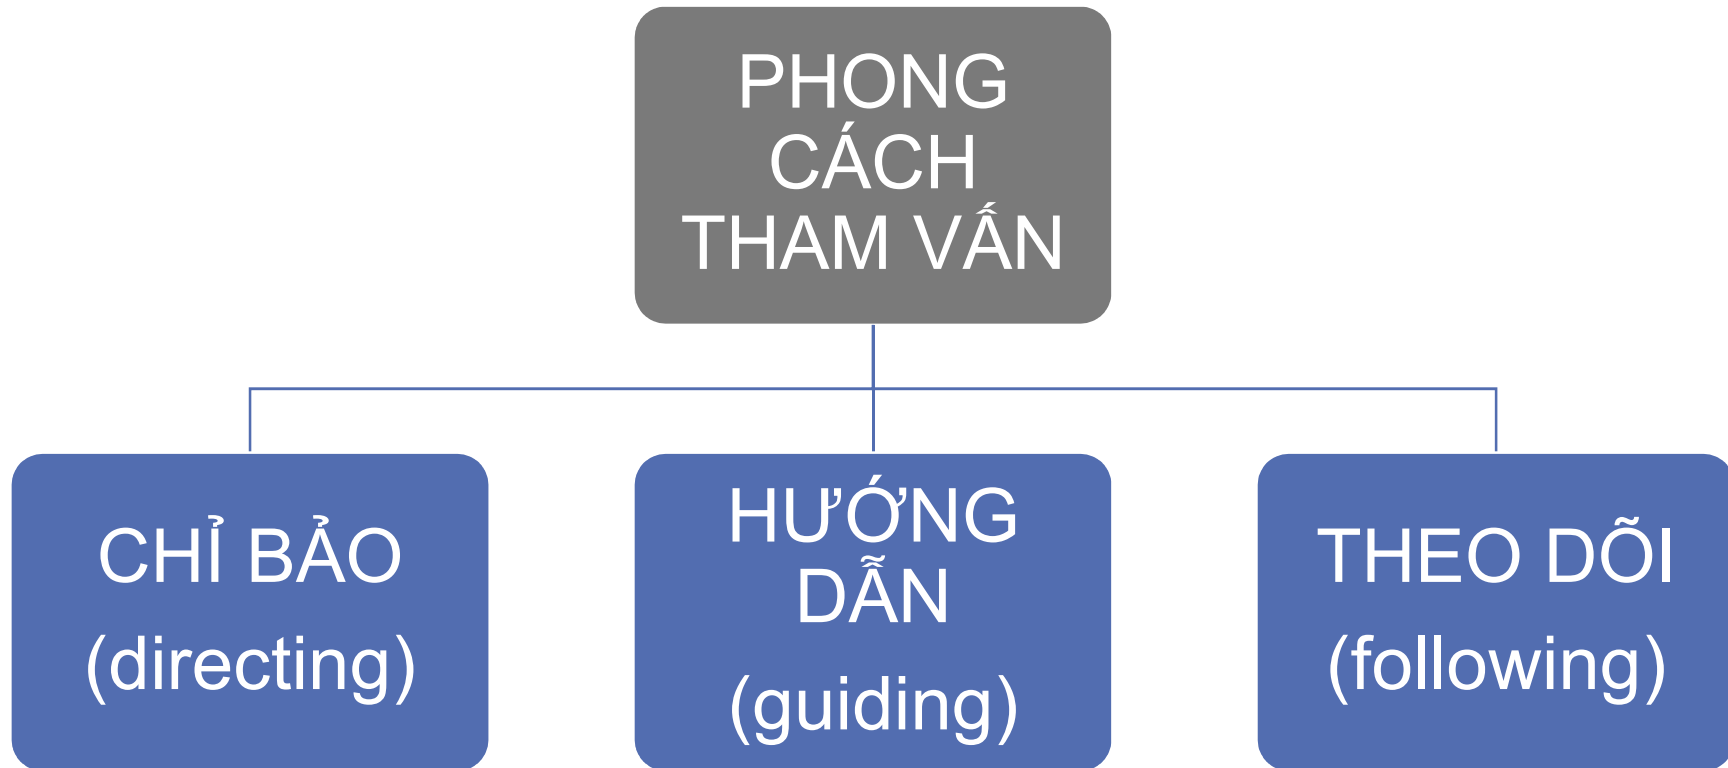 PHONG
CÁCH
THAM VẤN
CHỈ BẢO
(directing)
HƯỚNG
DẪN
(guiding)
THEO DÕI
(following)